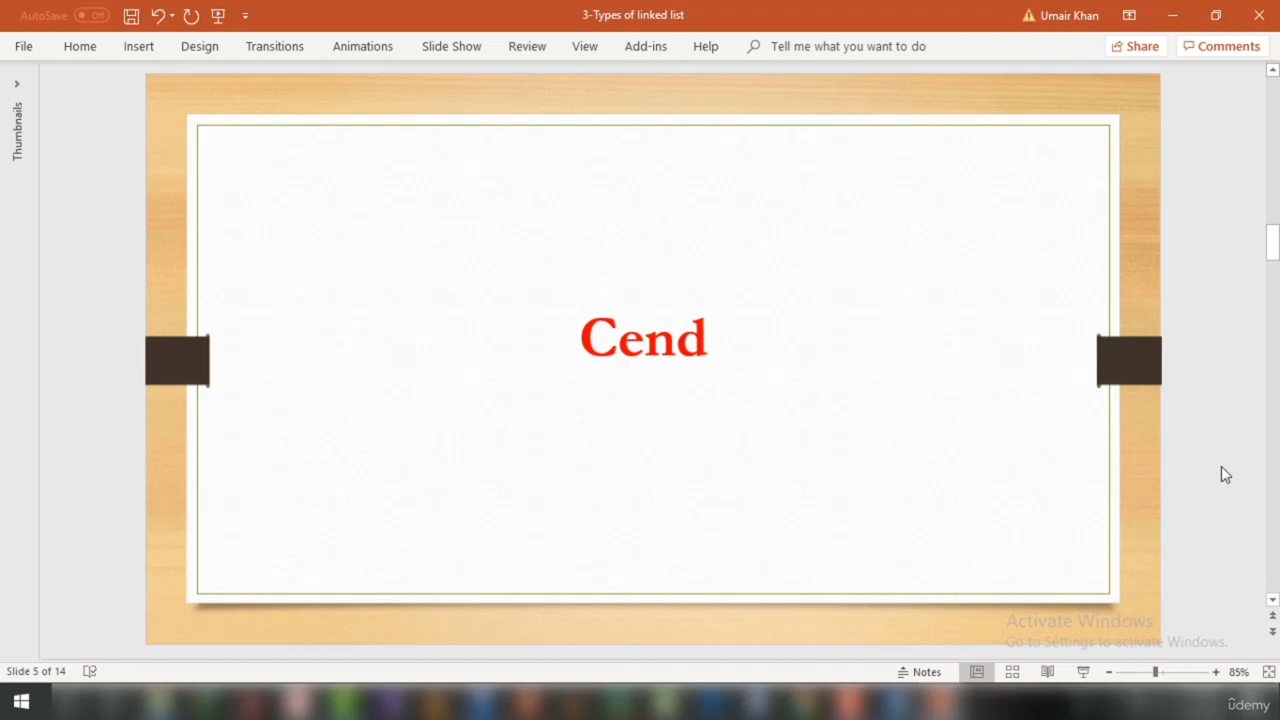 AutoSave Off
3-Types of linked list
Umair Khan
File Home Insert Design Transitions Animations Slide Show Review View Add-ins Help Tell me what you want to do
Share Comments
Thumbnails
Cend
Activate Windows
Go to Settings to activate Windows.
Slide 5 of 14
Notes
85%
ûdemy